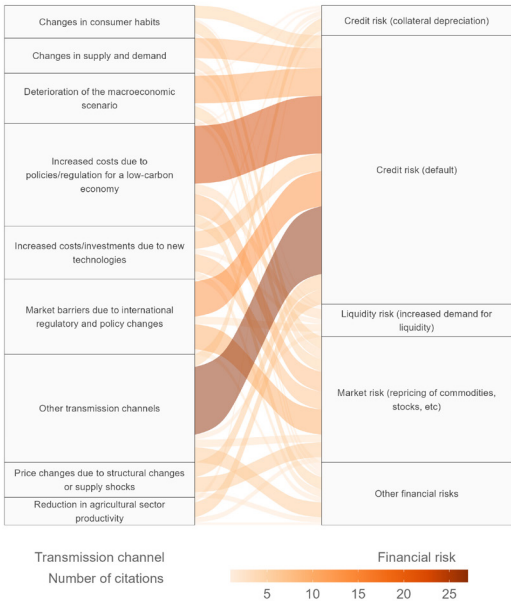 Changes in consumer habits
Changes in supply and demand
Deterioration of the macroeconomic
scenario
Increased costs due to
policies/regulation for a low-carbon
economy
Increased costs/investments due to new
technologies
Market barriers due to international
regulatory and policy changes
Other transmission channels
Price changes due to structural changes
or supply shocks
Reduction in agricultural sector
productivity
Credit risk (collateral depreciation)
Credit risk (default)
Liquidity risk (increased demand for
liquidity)
Market risk (repricing of commodities,
stocks, etc)
Other financial risks
Transmission channel
Financial risk
Number of citations
5 10 15 20 25